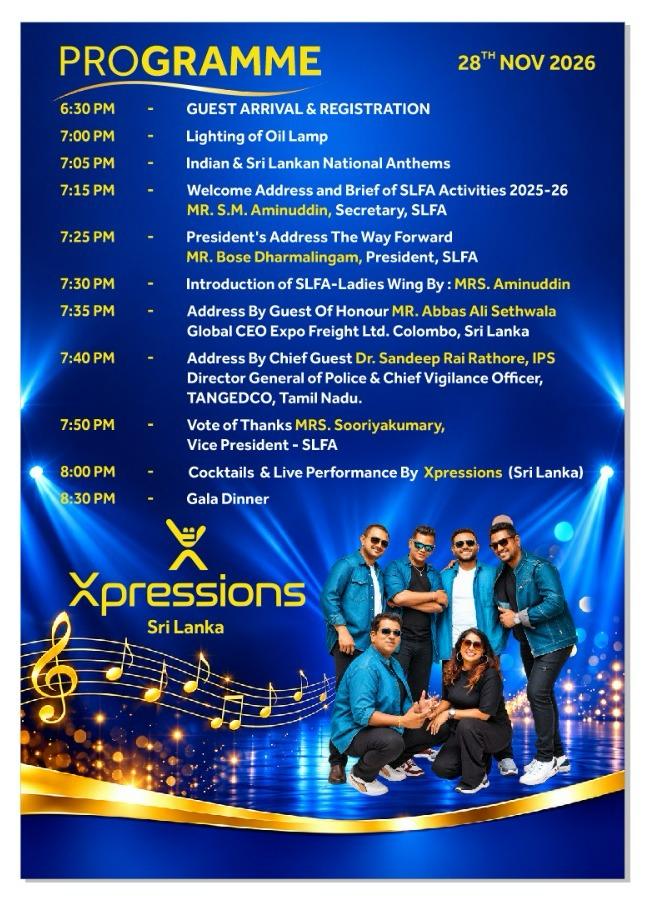 PROGRAMME
28TH NOV 2026
6:30 PM - GUEST ARRIVAL & REGISTRATION
7:00 PM - Lighting of Oil Lamp
7:05 PM - Indian & Sri Lankan National Anthems
7:15 PM - Welcome Address and Brief of SLFA Activities 2025-26
MR. S.M. Aminuddin, Secretary, SLFA
7:25 PM - President's Address The Way Forward
MR. Bose Dharmalingam, President, SLFA
7:30 PM - Introduction of SLFA-Ladies Wing By : MRS. Aminuddin
7:35 PM - Address By Guest Of Honour MR. Abbas Ali Sethwala
Global CEO Expo Freight Ltd. Colombo, Sri Lanka
7:40 PM - Address By Chief Guest Dr. Sandeep Rai Rathore, IPS
Director General of Police & Chief Vigilance Officer,
TANGEDCO, Tamil Nadu.
7:50 PM - Vote of Thanks MRS. Sooriyakumary,
Vice President - SLFA
8:00 PM - Cocktails & Live Performance By Xpressions (Sri Lanka)
8:30 PM - Gala Dinner
Xpressions
Sri Lanka